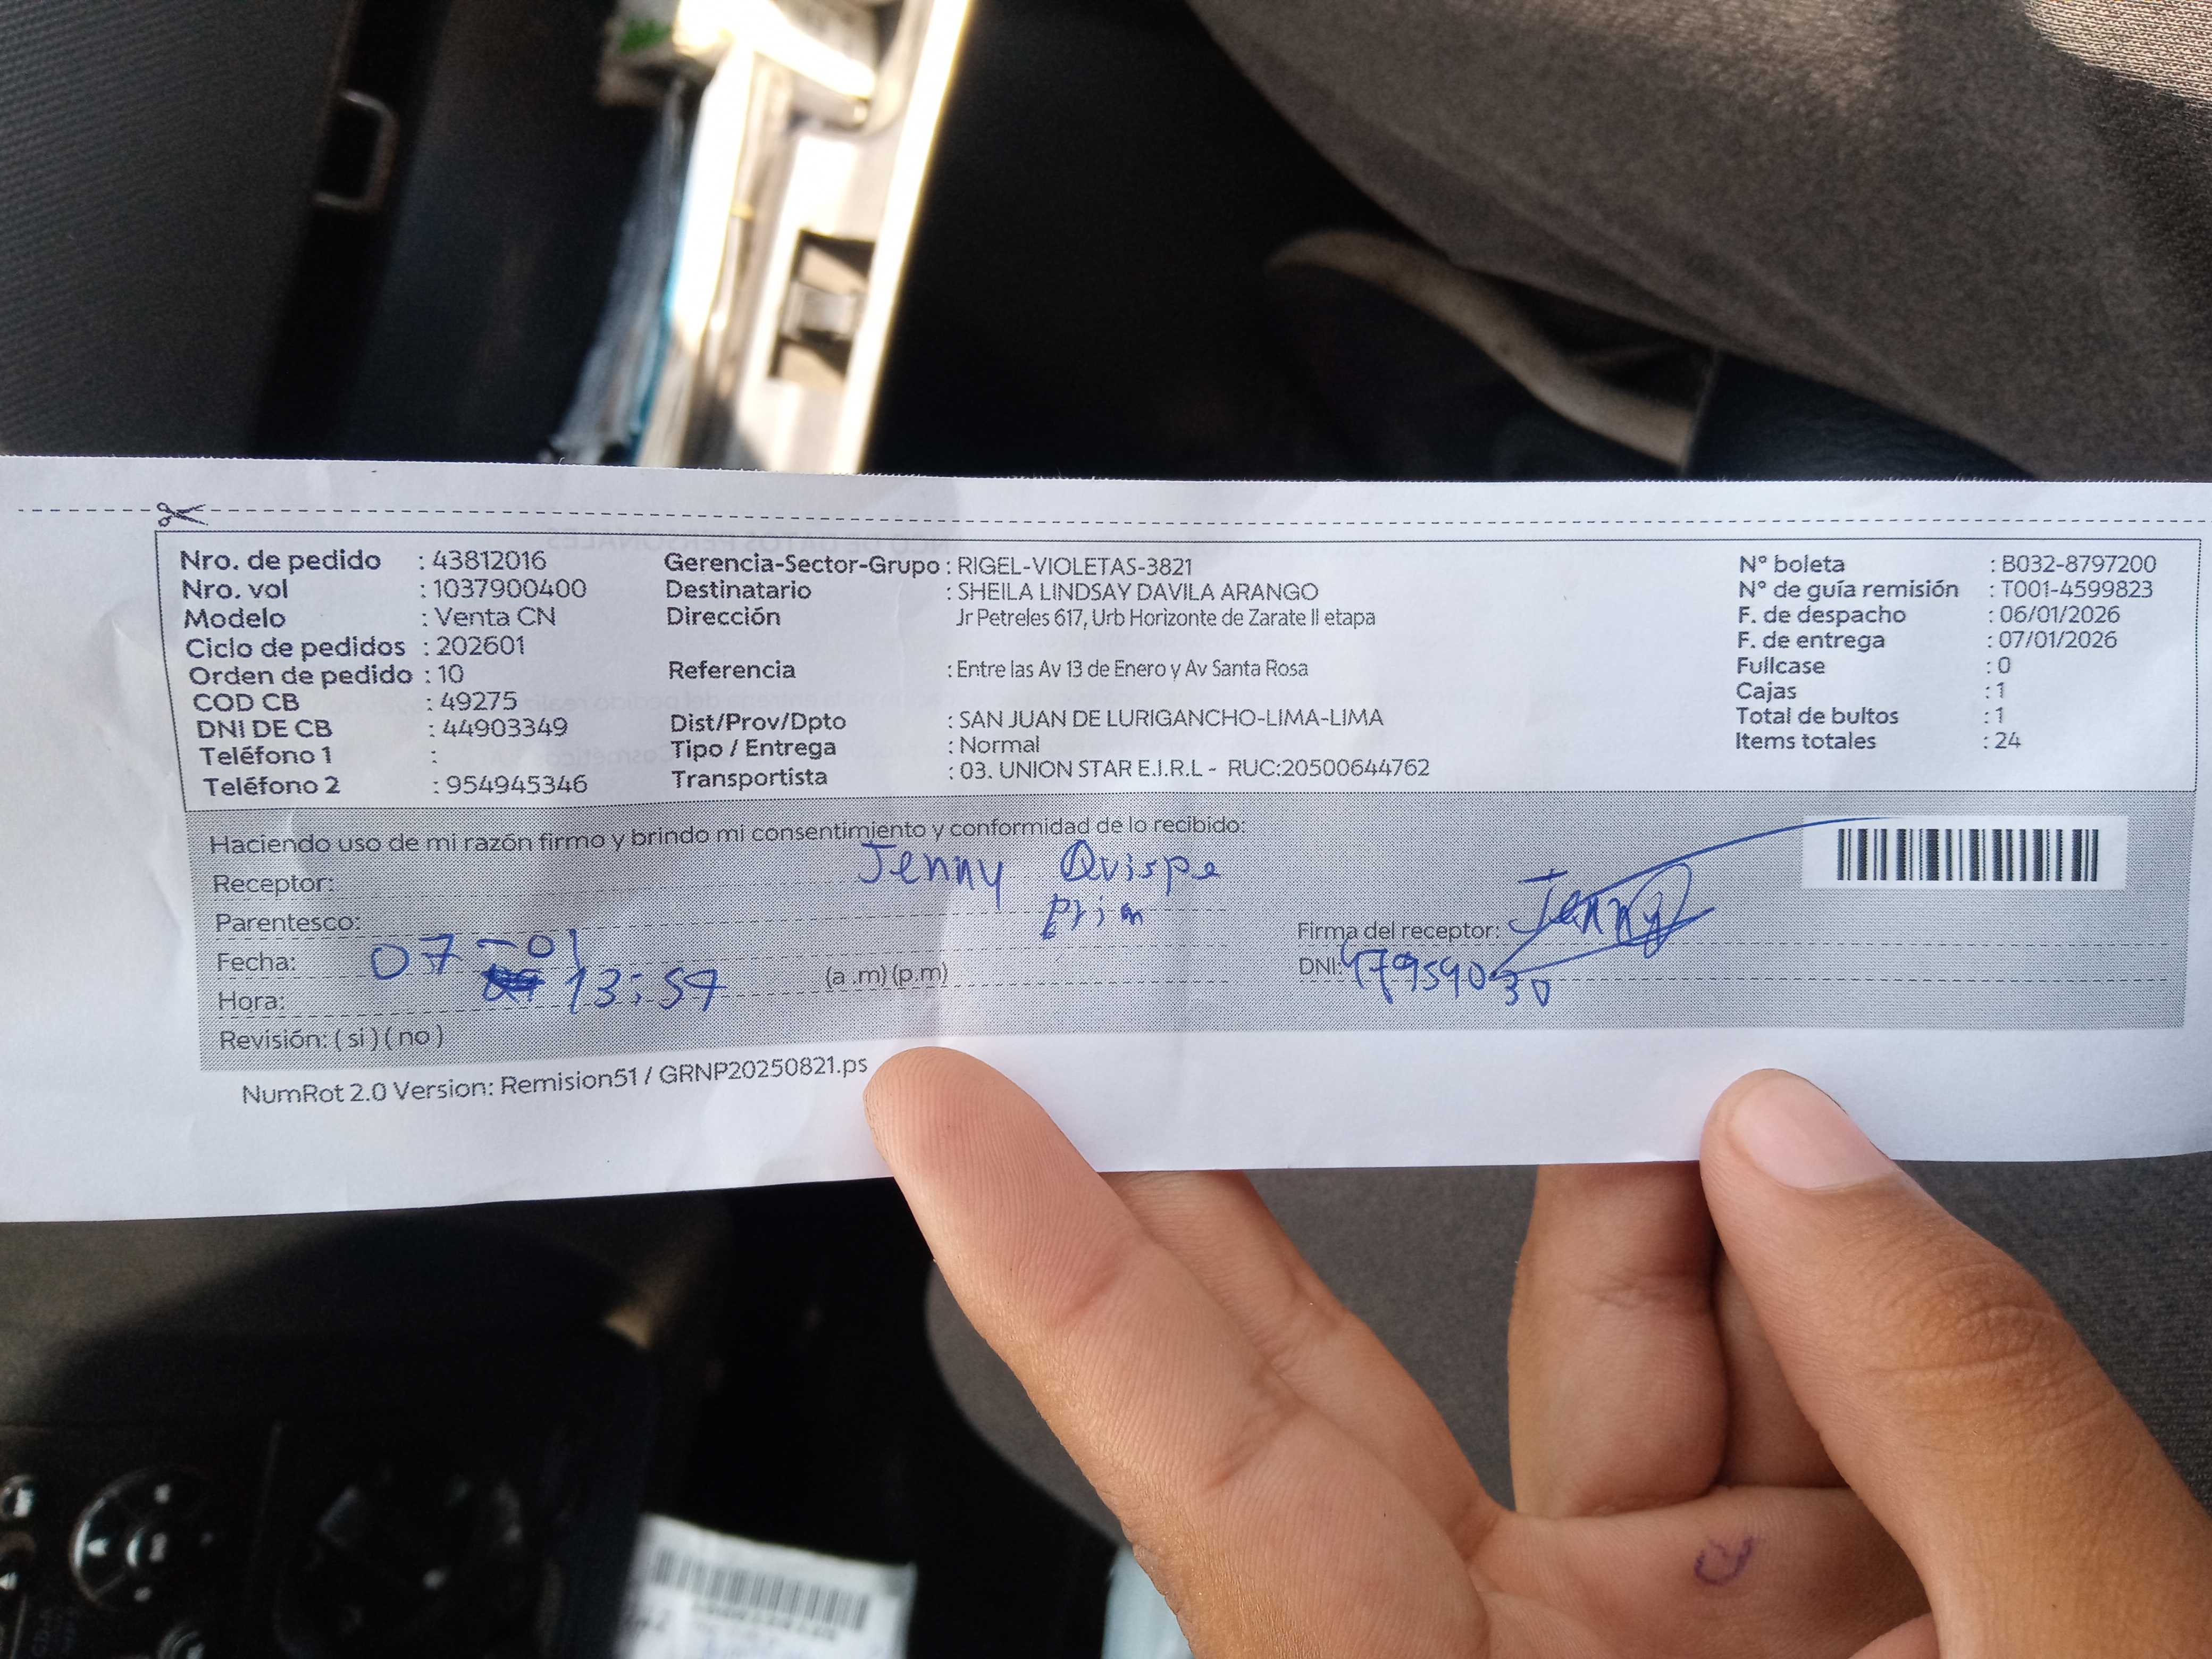 Nro. de pedido : 43812016
Nro. vol : 1037900400
Modelo : Venta CN
Ciclo de pedidos : 202601
Orden de pedido : 10
COD CB : 49275
DNI DE CB : 44903349
Teléfono 1 :
Teléfono 2 : 954945346
Gerencia-Sector-Grupo : RIGEL-VIOLETAS-3821
Destinatario : SHEILA LINDSAY DAVILA ARANGO
Dirección Jr Petreles 617, Urb Horizonte de Zarate II etapa
Referencia : Entre las Av 13 de Enero y Av Santa Rosa
Dist/Prov/Dpto : SAN JUAN DE LURIGANCHO-LIMA-LIMA
Tipo / Entrega : Normal
Transportista : 03. UNION STAR E.I.R.L - RUC:20500644762
N° boleta : B032-8797200
N° de guía remisión : T001-4599823
F. de despacho : 06/01/2026
F. de entrega : 07/01/2026
Fullcase : 0
Cajas : 1
Total de bultos : 1
Items totales : 24
Haciendo uso de mi razón firmo y brindo mi consentimiento y conformidad de lo recibido:
Receptor: Jenny Quispe
Parentesco: Prim
Fecha: 07-01
Hora: 13:57 (a .m) (p.m)
Revisión: ( si ) ( no )
Firma del receptor: Jenny
DNI:
NumRot 2.0 Version: Remision51 / GRNP20250821.ps